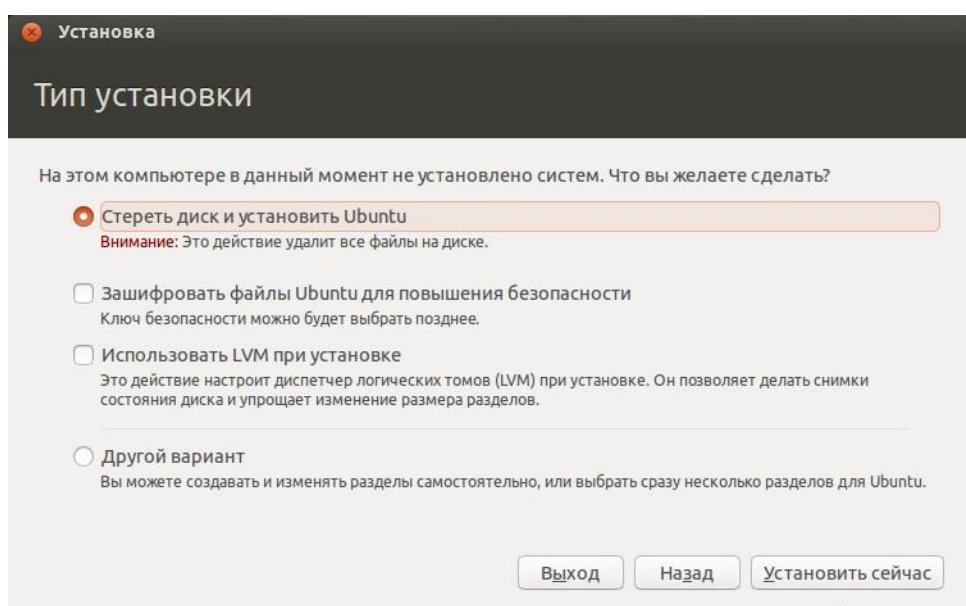 Установка
Тип установки
На этом компьютере в данный момент не установлено систем. Что вы желаете сделать?
Стереть диск и установить Ubuntu
Внимание: Это действие удалит все файлы на диске.
Зашифровать файлы Ubuntu для повышения безопасности
Ключ безопасности можно будет выбрать позднее.
Использовать LVM при установке
Это действие настроит диспетчер логических томов (LVM) при установке. Он позволяет делать снимки
состояния диска и упрощает изменение размера разделов.
Другой вариант
Вы можете создавать и изменять разделы самостоятельно, или выбрать сразу несколько разделов для Ubuntu.
Выход Назад Установить сейчас